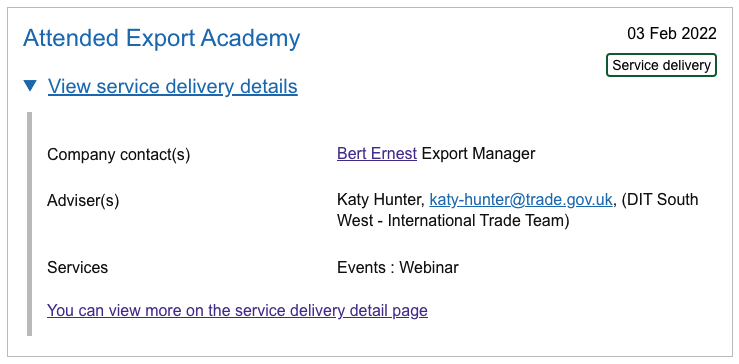 Attended Export Academy
03 Feb 2022
Service delivery
View service delivery details
Company contact(s)
Bert Ernest Export Manager
Adviser(s)
Katy Hunter, katy-hunter@trade.gov.uk, (DIT South
West - International Trade Team)
Services
Events : Webinar
You can view more on the service delivery detail page